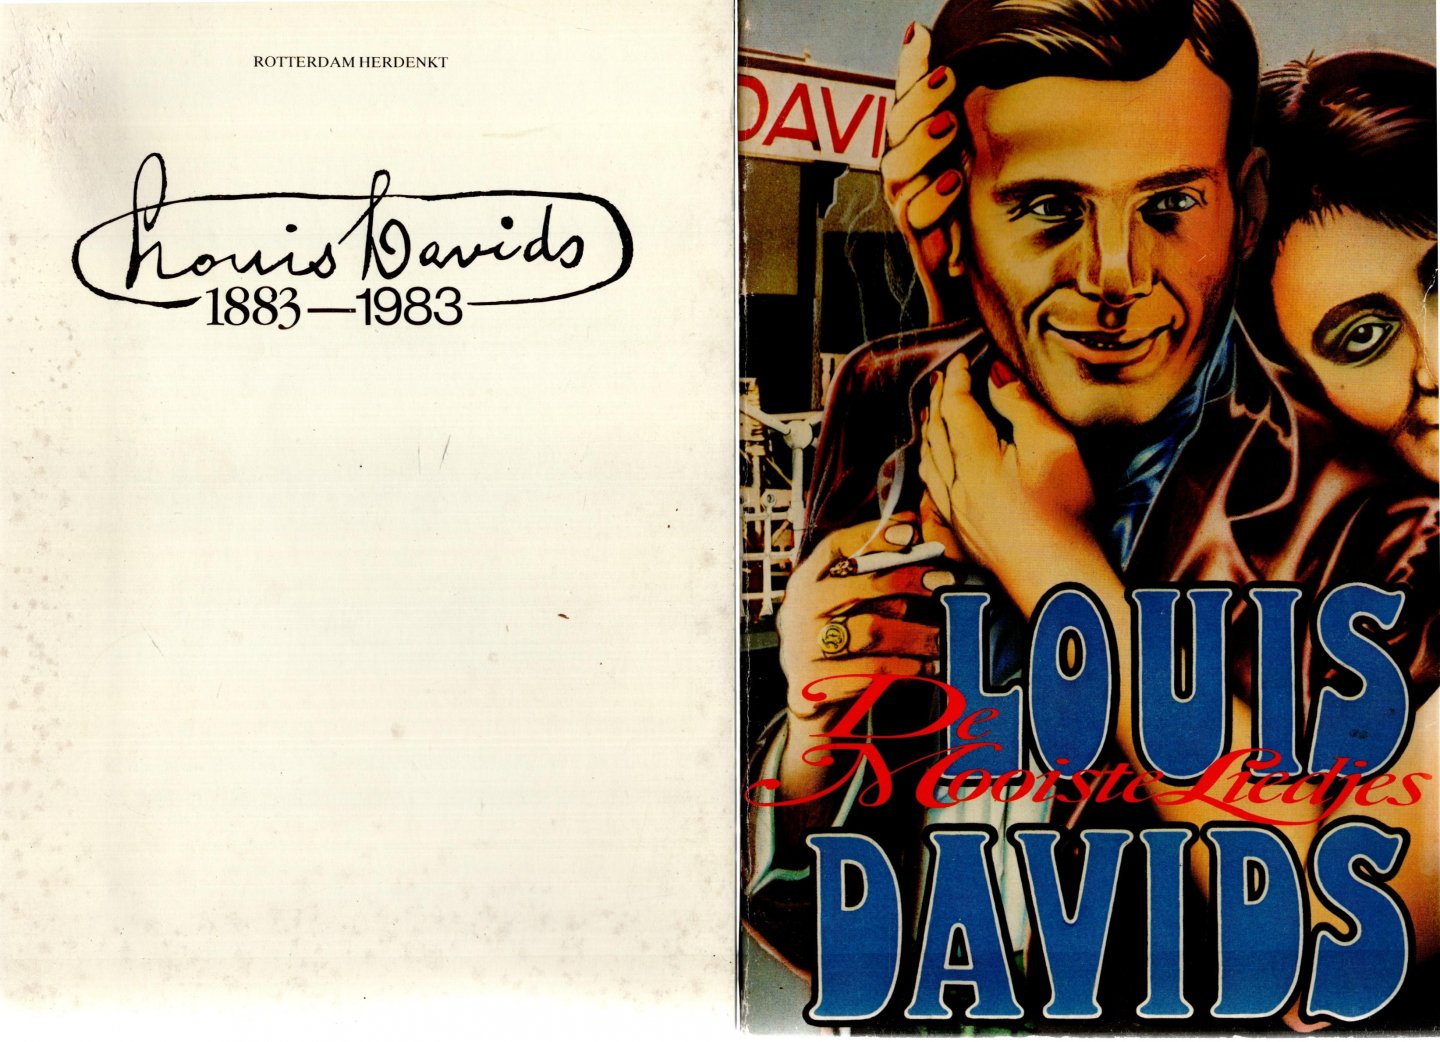 ROTTERDAM HERDENKT
Louis Davids
1883—1983
DAVI
LOUIS
De
Mooiste Liedjes
DAVIDS